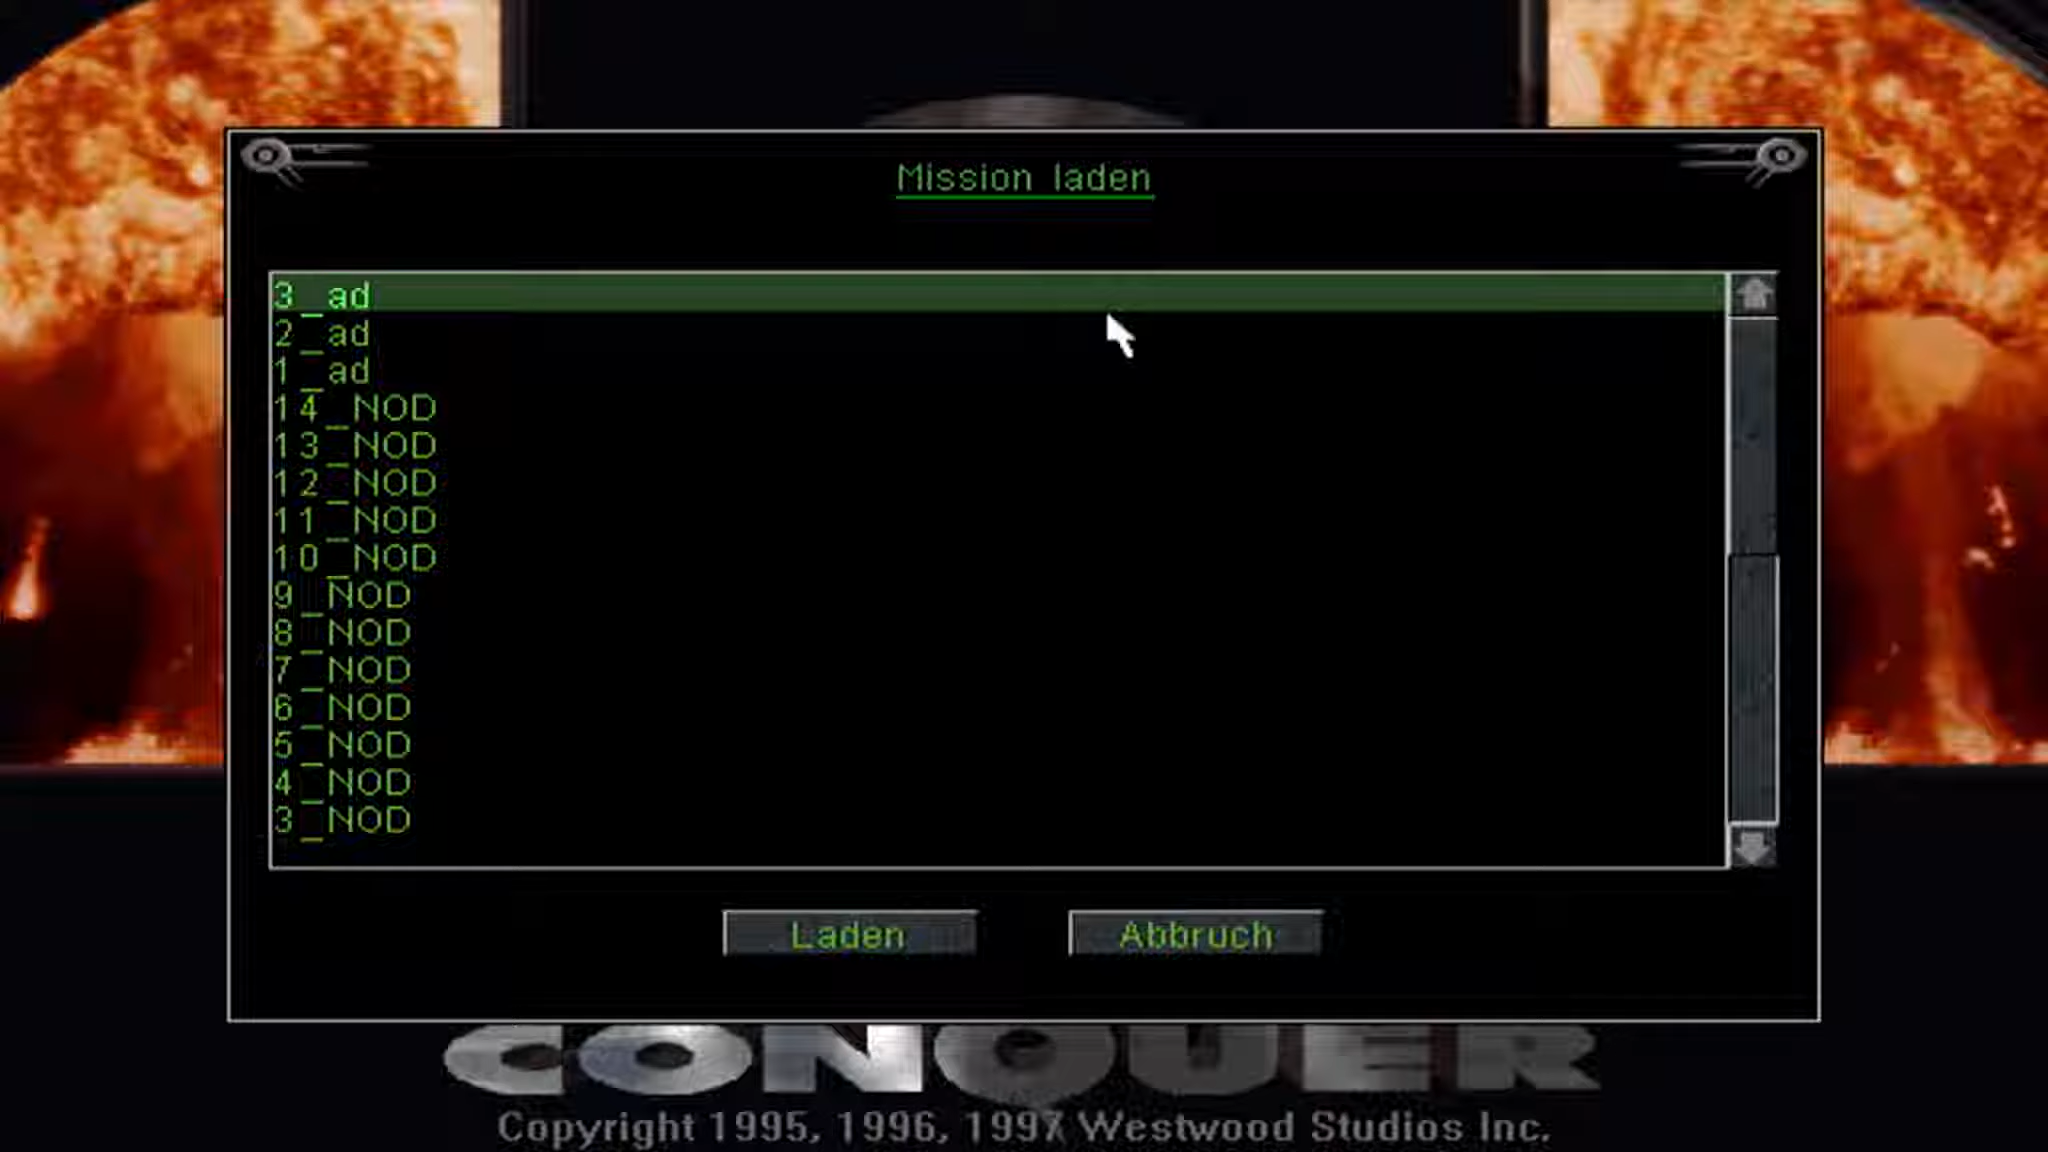 Mission laden
3_ad
2_ad
1_ad
14_NOD
13_NOD
12_NOD
11_NOD
10_NOD
9_NOD
8_NOD
7_NOD
6_NOD
5_NOD
4_NOD
3_NOD
Laden
Abbruch
CONQUER
Copyright 1995, 1996, 1997 Westwood Studios Inc.